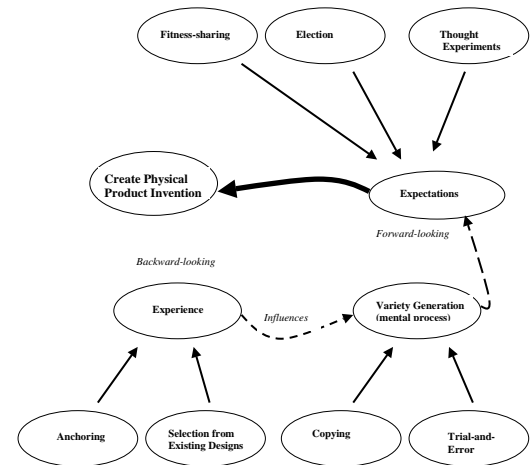 Fitness-sharing
Election
Thought
Experiments
Create Physical
Product Invention
Expectations
Forward-looking
Backward-looking
Experience
Influences
Variety Generation
(mental process)
Anchoring
Selection from
Existing Designs
Copying
Trial-and-
Error